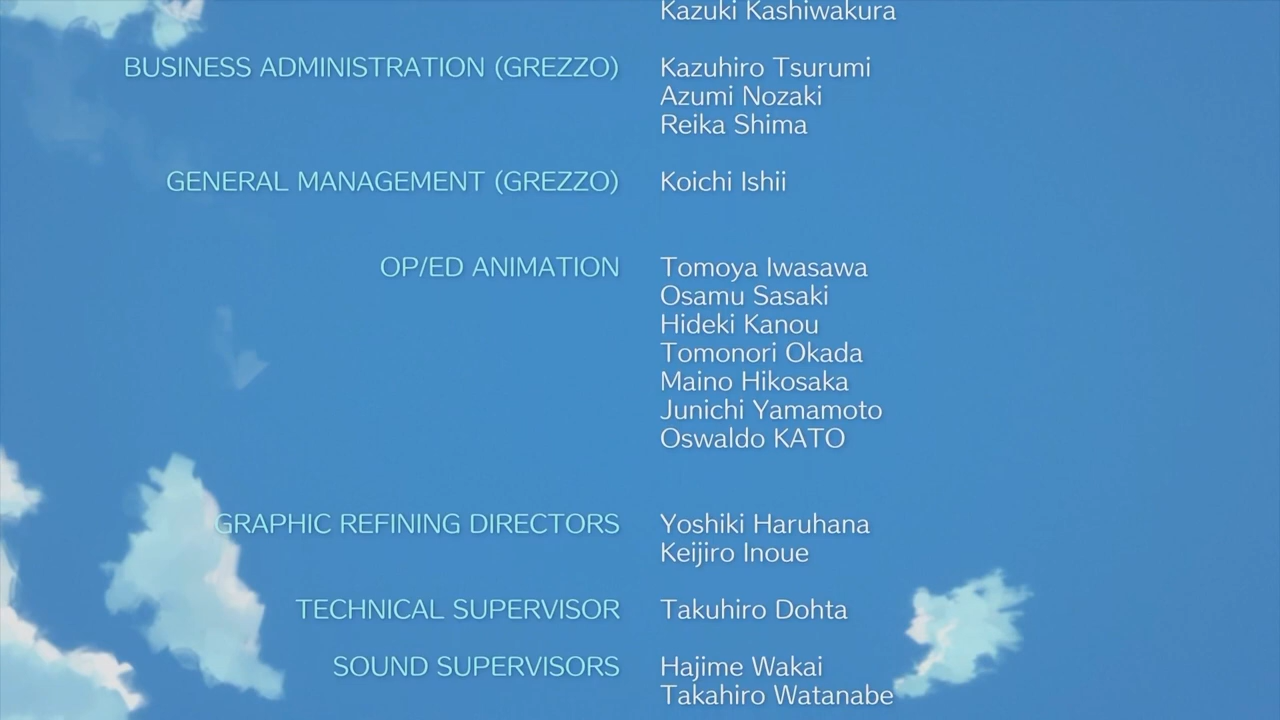 Kazuki Kashiwakura
BUSINESS ADMINISTRATION (GREZZO) Kazuhiro Tsurumi
Azumi Nozaki
Reika Shima
GENERAL MANAGEMENT (GREZZO) Koichi Ishii
OP/ED ANIMATION Tomoya Iwasawa
Osamu Sasaki
Hideki Kanou
Tomonori Okada
Maino Hikosaka
Junichi Yamamoto
Oswaldo KATO
GRAPHIC REFINING DIRECTORS Yoshiki Haruhana
Keijiro Inoue
TECHNICAL SUPERVISOR Takuhiro Dohta
SOUND SUPERVISORS Hajime Wakai
Takahiro Watanabe